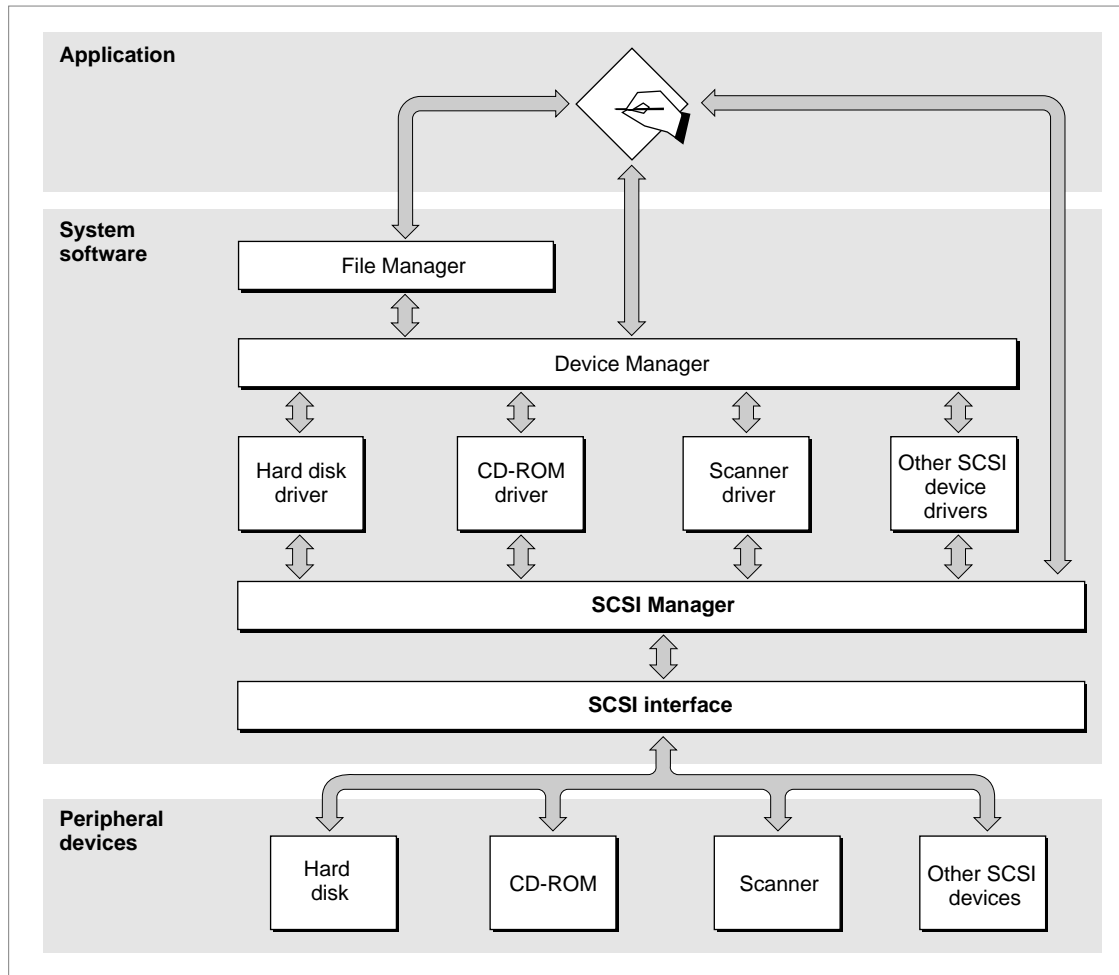 Application
System
software
File Manager
Device Manager
Hard disk
driver
CD-ROM
driver
Scanner
driver
Other SCSI
device
drivers
SCSI Manager
SCSI interface
Peripheral
devices
Hard
disk
CD-ROM
Scanner
Other SCSI
devices